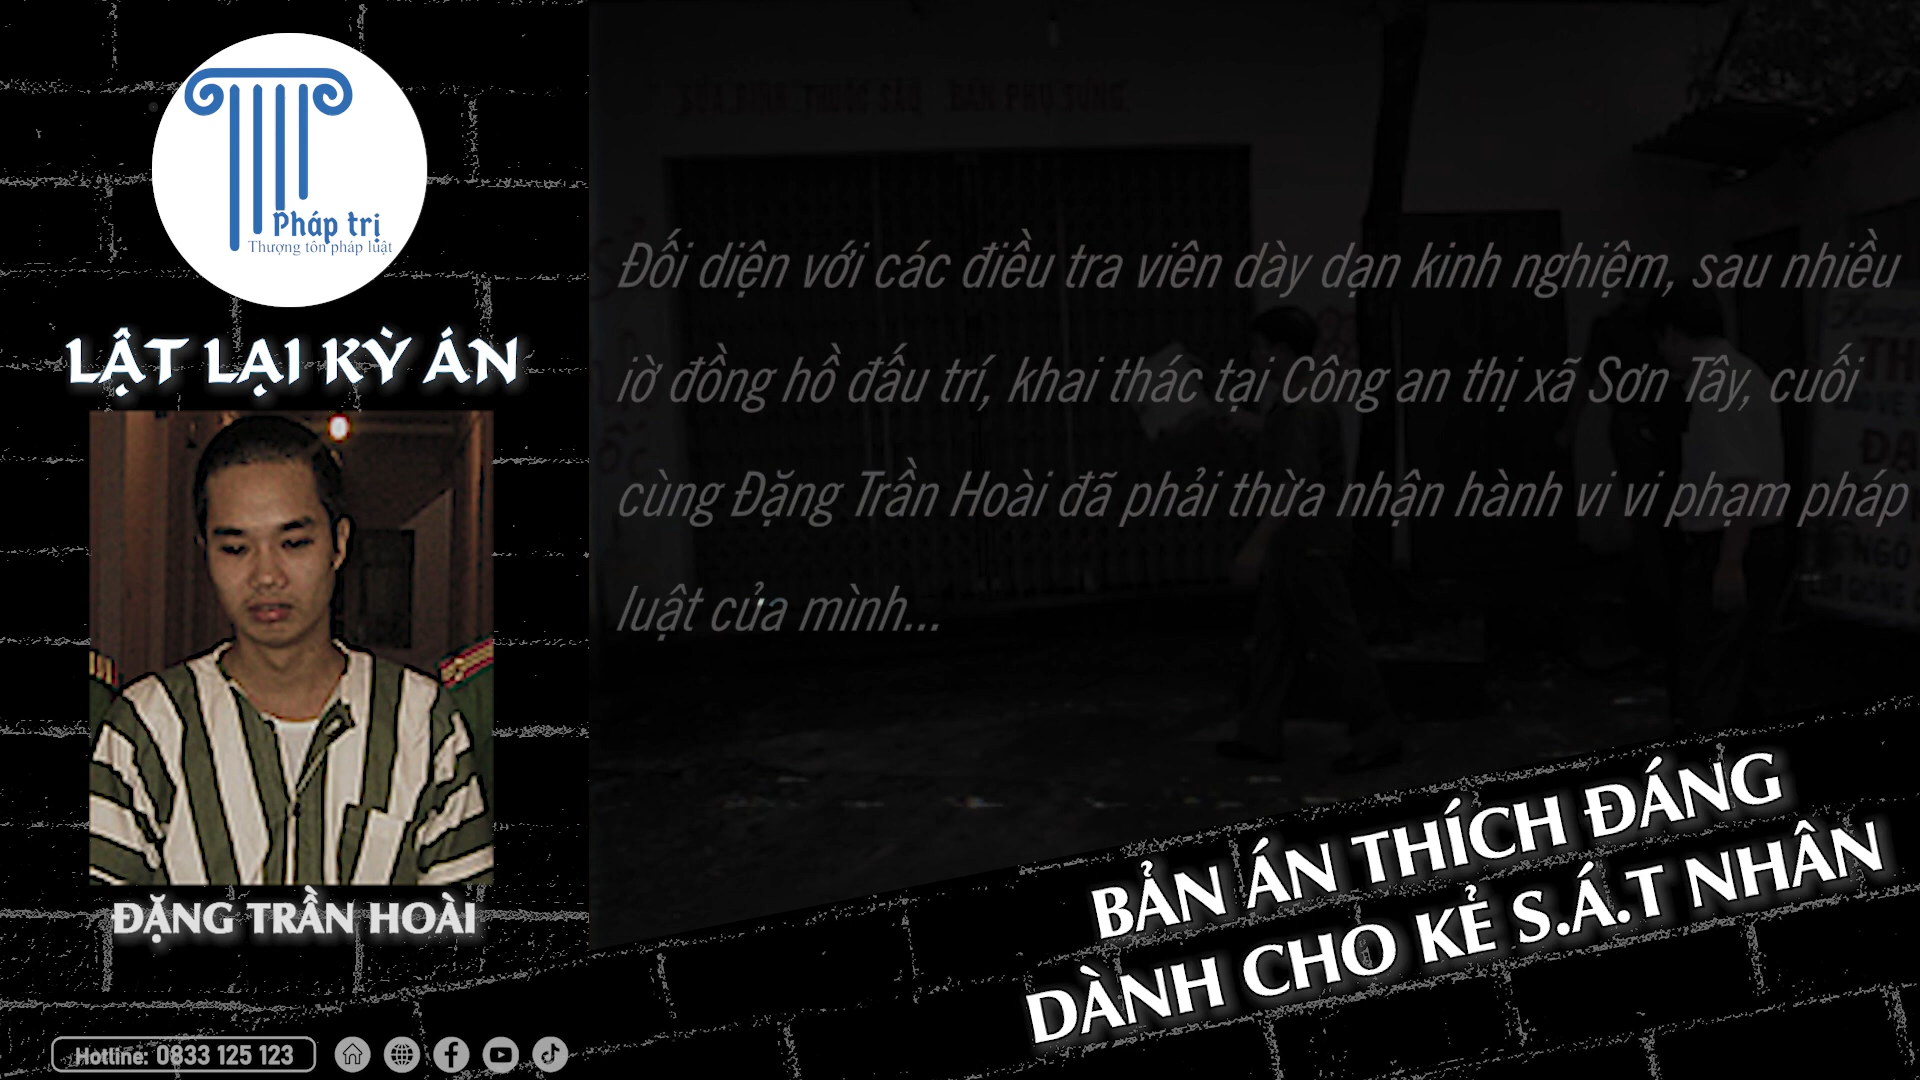 Pháp trị
Thượng tôn pháp luật
LẬT LẠI KỲ ÁN
ĐẶNG TRẦN HOÀI
Hotline: 0833 125 123
Đối diện với các điều tra viên dày dạn kinh nghiệm, sau nhiều
iờ đồng hồ đấu trí, khai thác tại Công an thị xã Sơn Tây, cuối
cùng Đặng Trần Hoài đã phải thừa nhận hành vi vi phạm pháp
luật của mình...
BẢN ÁN THÍCH ĐÁNG
DÀNH CHO KẺ S.Á.T NHÂN